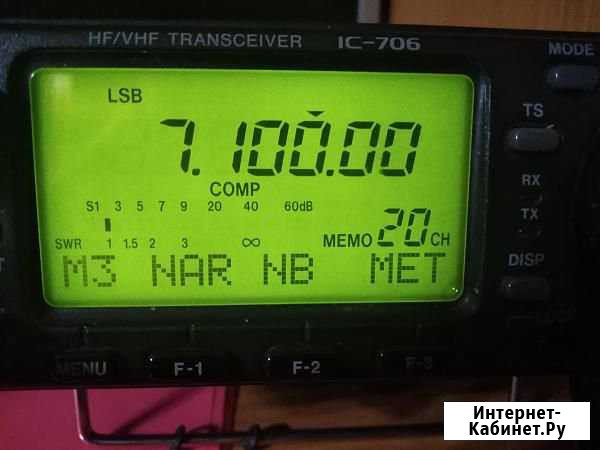 HF/VHF TRANSCEIVER IC-706
MODE
LSB
TS
7.100.00
COMP
RX
S1 3 5 7 9 20 40 60dB
TX
MEMO 20 CH
SWR 1 1.5 2 3 ∞
DISP
M3 NAR NB MET
MENU F-1 F-2 F-3
Интернет-
Кабинет.Ру